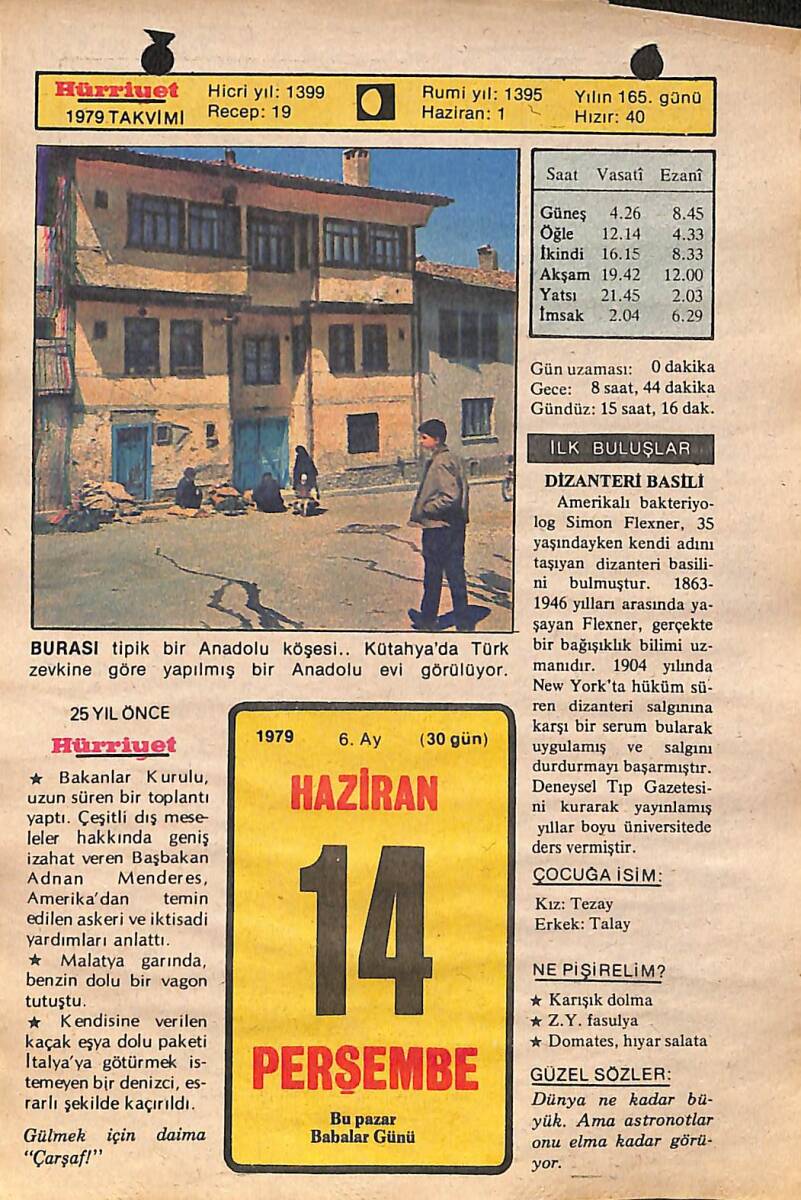 Hürriyet
1979 TAKVİMİ
Hicri yıl: 1399
Recep: 19
Rumi yıl: 1395
Haziran: 1
Yılın 165. günü
Hızır: 40
Saat Vasatî Ezanî
Güneş 4.26 8.45
Öğle 12.14 4.33
İkindi 16.15 8.33
Akşam 19.42 12.00
Yatsı 21.45 2.03
İmsak 2.04 6.29
Gün uzaması: 0 dakika
Gece: 8 saat, 44 dakika
Gündüz: 15 saat, 16 dak.
BURASI tipik bir Anadolu köşesi.. Kütahya'da Türk
zevkine göre yapılmış bir Anadolu evi görülüyor.
25 YIL ÖNCE
Hürriyet
★ Bakanlar Kurulu,
uzun süren bir toplantı
yaptı. Çeşitli dış mese-
leler hakkında geniş
izahat veren Başbakan
Adnan Menderes,
Amerika'dan temin
edilen askeri ve iktisadi
yardımları anlattı.
★ Malatya garında,
benzin dolu bir vagon
tutuştu.
★ Kendisine verilen
kaçak eşya dolu paketi
İtalya'ya götürmek is-
temeyen bir denizci, es-
rarlı şekilde kaçırıldı.
Gülmek için daima
"Çarşaf!"
1979 6. Ay (30 gün)
HAZİRAN
14
PERŞEMBE
Bu pazar
Babalar Günü
İLK BULUŞLAR
DİZANTERİ BASİLİ
Amerikalı bakteriyo-
log Simon Flexner, 35
yaşındayken kendi adını
taşıyan dizanteri basili-
ni bulmuştur. 1863-
1946 yılları arasında ya-
şayan Flexner, gerçekte
bir bağışıklık bilimi uz-
manıdır. 1904 yılında
New York'ta hüküm sü-
ren dizanteri salgınına
karşı bir serum bularak
uygulamış ve salgını
durdurmayı başarmıştır.
Deneysel Tıp Gazetesi-
ni kurarak yayınlamış
yıllar boyu üniversitede
ders vermiştir.
ÇOCUĞA İSİM:
Kız: Tezay
Erkek: Talay
NE PİŞİRELİM?
★ Karışık dolma
★ Z.Y. fasulya
★ Domates, hıyar salata
GÜZEL SÖZLER:
Dünya ne kadar bü-
yük. Ama astronotlar
onu elma kadar görü-
yor.